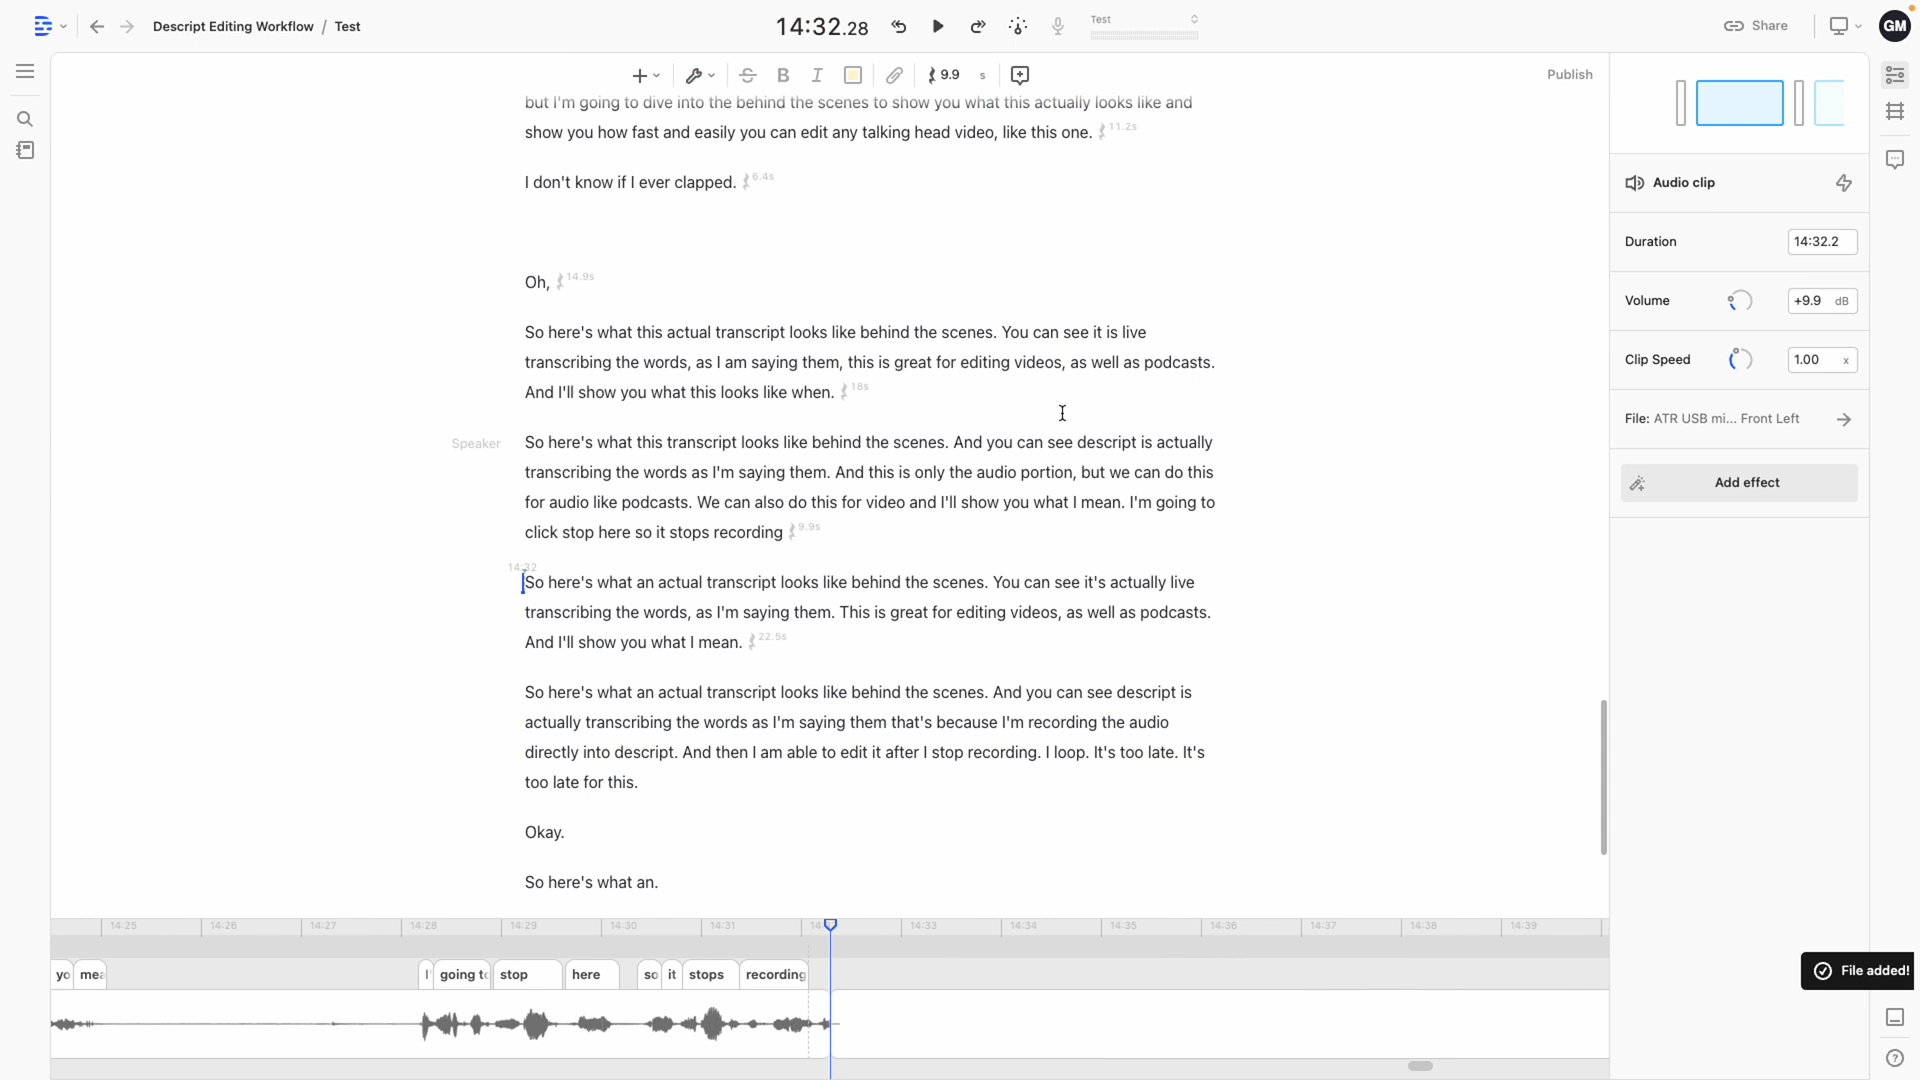 Descript Editing Workflow / Test
14:32.28
Test
Share
GM
9.9 s
Publish
but I'm going to dive into the behind the scenes to show you what this actually looks like and
show you how fast and easily you can edit any talking head video, like this one. 11.2s
I don't know if I ever clapped. 6.4s
Oh, 14.9s
So here's what this actual transcript looks like behind the scenes. You can see it is live
transcribing the words, as I am saying them, this is great for editing videos, as well as podcasts.
And I'll show you what this looks like when. 18s
Speaker
So here's what this transcript looks like behind the scenes. And you can see descript is actually
transcribing the words as I'm saying them. And this is only the audio portion, but we can do this
for audio like podcasts. We can also do this for video and I'll show you what I mean. I'm going to
click stop here so it stops recording 9.9s
14:32
So here's what an actual transcript looks like behind the scenes. You can see it's actually live
transcribing the words, as I'm saying them. This is great for editing videos, as well as podcasts.
And I'll show you what I mean. 22.5s
So here's what an actual transcript looks like behind the scenes. And you can see descript is
actually transcribing the words as I'm saying them that's because I'm recording the audio
directly into descript. And then I am able to edit it after I stop recording. I loop. It's too late. It's
too late for this.
Okay.
So here's what an.
Audio clip
Duration 14:32.2
Volume +9.9 dB
Clip Speed 1.00 x
File: ATR USB mi... Front Left
Add effect
14:25 14:26 14:27 14:28 14:29 14:30 14:31 14:33 14:34 14:35 14:36 14:37 14:38 14:39
yo mea I' going to stop here so it stops recording
File added!